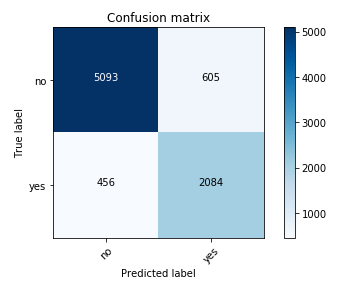 Confusion matrix
True label
no
5093
605
yes
456
2084
no
yes
Predicted label
5000
4000
3000
2000
1000